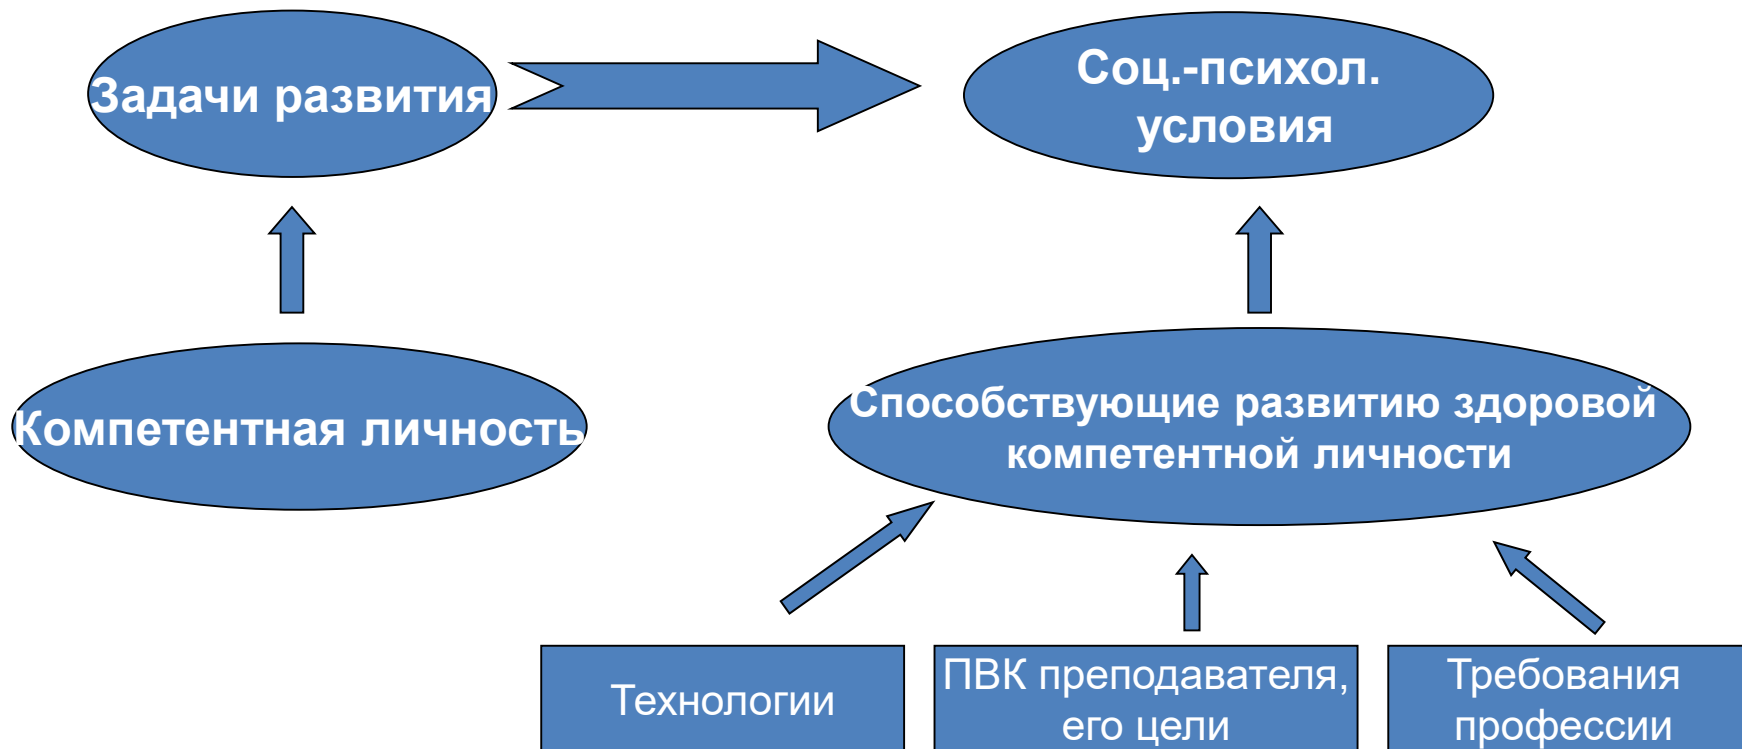 Задачи развития
Соц.-психол.
условия
Компетентная личность
Способствующие развитию здоровой
компетентной личности
Технологии
ПВК преподавателя,
его цели
Требования
профессии